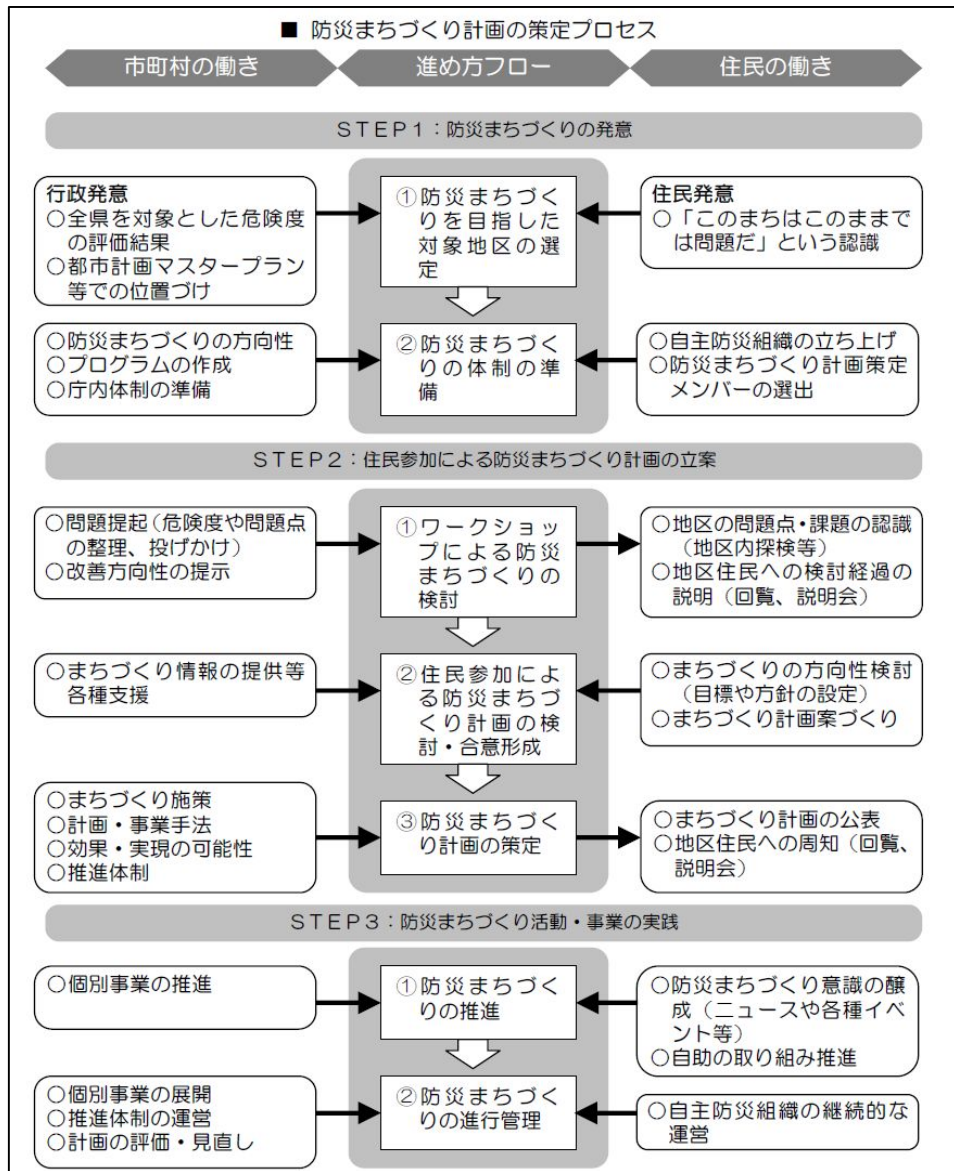 ■ 防災まちづくり計画の策定プロセス
市町村の働き
進め方フロー
住民の働き
STEP1：防災まちづくりの発意
行政発意
○全県を対象とした危険度
の評価結果
○都市計画マスタープラン
等での位置づけ
①防災まちづ
くりを目指した
対象地区の選
定
住民発意
○「このまちはこのままで
は問題だ」という認識
○防災まちづくりの方向性
○プログラムの作成
○庁内体制の準備
②防災まちづく
りの体制の準
備
○自主防災組織の立ち上げ
○防災まちづくり計画策定
メンバーの選出
STEP2：住民参加による防災まちづくり計画の立案
○問題提起（危険度や問題点
の整理、投げかけ）
○改善方向性の提示
①ワークショッ
プによる防災
まちづくりの
検討
○地区の問題点・課題の認識
（地区内探検等）
○地区住民への検討経過の
説明（回覧、説明会）
○まちづくり情報の提供等
各種支援
②住民参加によ
る防災まちづ
くり計画の検
討・合意形成
○まちづくりの方向性検討
（目標や方針の設定）
○まちづくり計画案づくり
○まちづくり施策
○計画・事業手法
○効果・実現の可能性
○推進体制
③防災まちづく
り計画の策定
○まちづくり計画の公表
○地区住民への周知（回覧、
説明会）
STEP3：防災まちづくり活動・事業の実践
○個別事業の推進
①防災まちづく
りの推進
○防災まちづくり意識の醸
成（ニュースや各種イベ
ント等）
○自助の取り組み推進
○個別事業の展開
○推進体制の運営
○計画の評価・見直し
②防災まちづく
りの進行管理
○自主防災組織の継続的な
運営